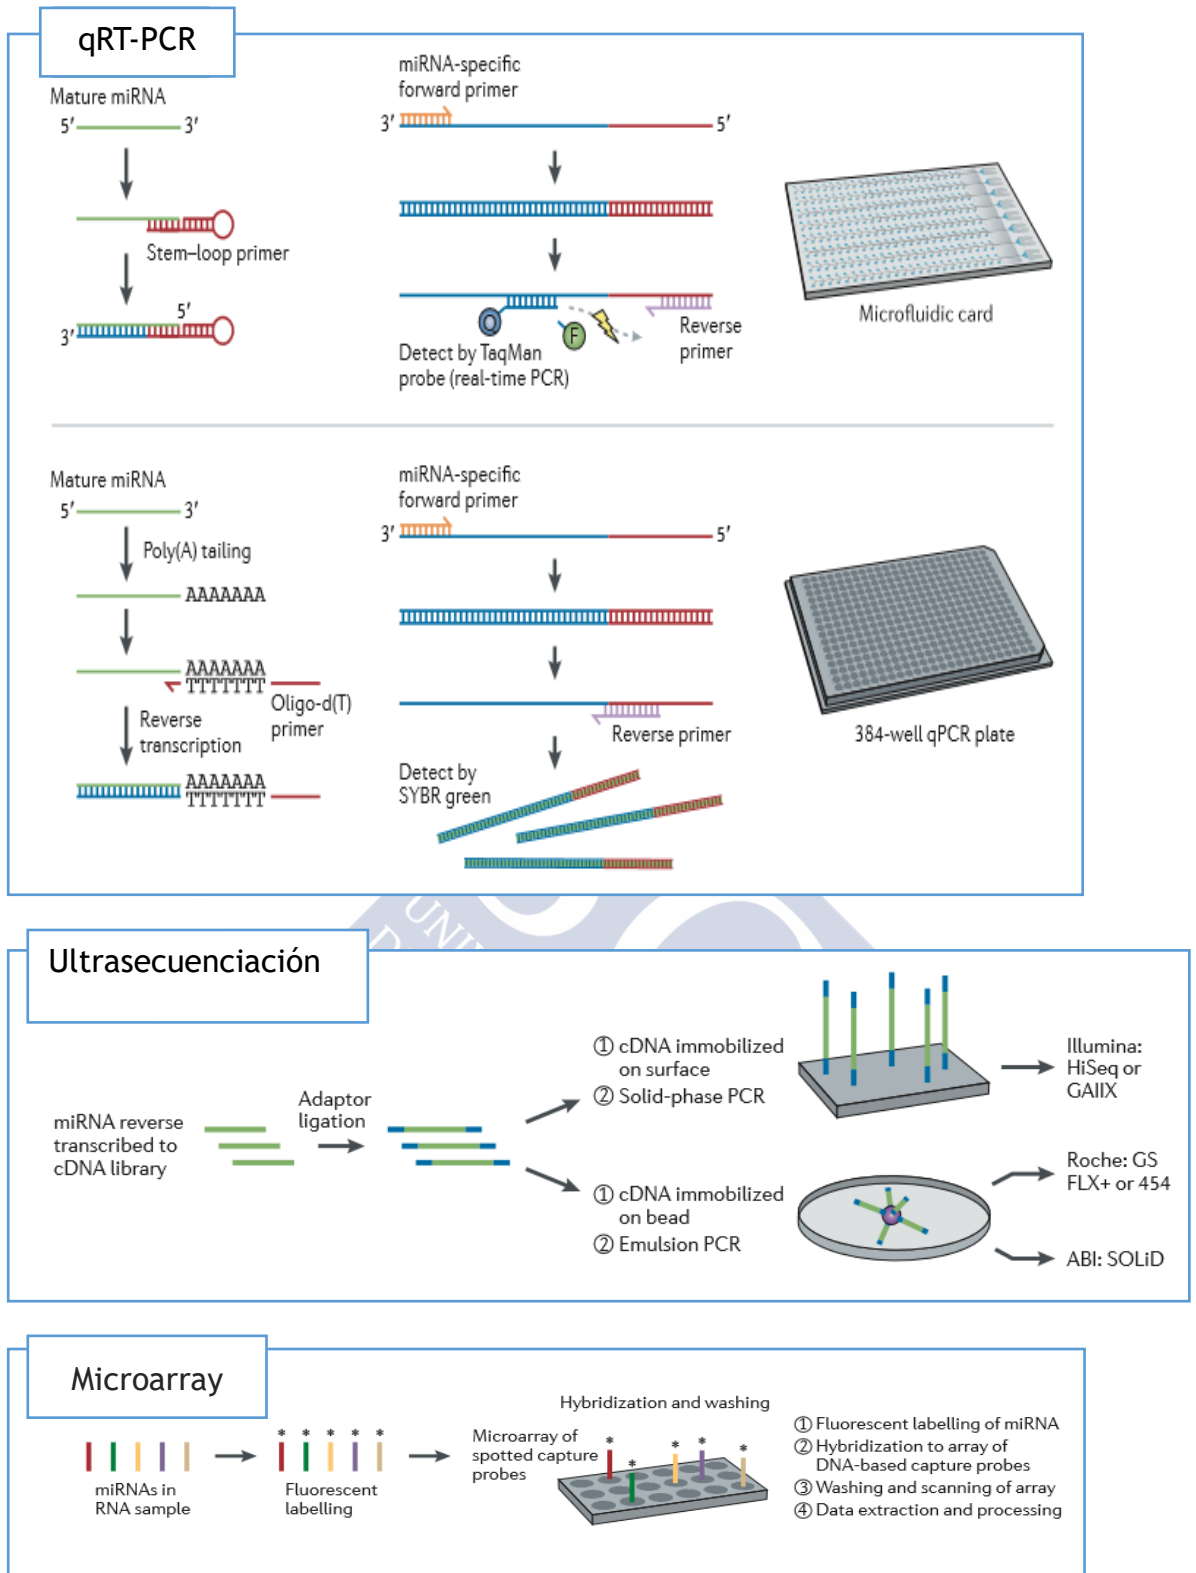 qRT-PCR
Mature miRNA
5′
3′
Stem–loop primer
5′
3′
miRNA-specific
forward primer
3′
5′
Q
F
Detect by TaqMan
probe (real-time PCR)
Reverse
primer
Microfluidic card
Mature miRNA
5′
3′
Poly(A) tailing
AAAAAAA
AAAAAAA
TTTTTTT
Oligo-d(T)
primer
Reverse
transcription
AAAAAAA
TTTTTTT
miRNA-specific
forward primer
3′
5′
Reverse primer
Detect by
SYBR green
384-well qPCR plate
Ultrasecuenciación
miRNA reverse
transcribed to
cDNA library
Adaptor
ligation
① cDNA immobilized
on surface
② Solid-phase PCR
Illumina:
HiSeq or
GAIIX
① cDNA immobilized
on bead
② Emulsion PCR
Roche: GS
FLX+ or 454
ABI: SOLiD
Microarray
miRNAs in
RNA sample
* * * * *
Fluorescent
labelling
Microarray of
spotted capture
probes
Hybridization and washing
* * * * *
① Fluorescent labelling of miRNA
② Hybridization to array of
DNA-based capture probes
③ Washing and scanning of array
④ Data extraction and processing